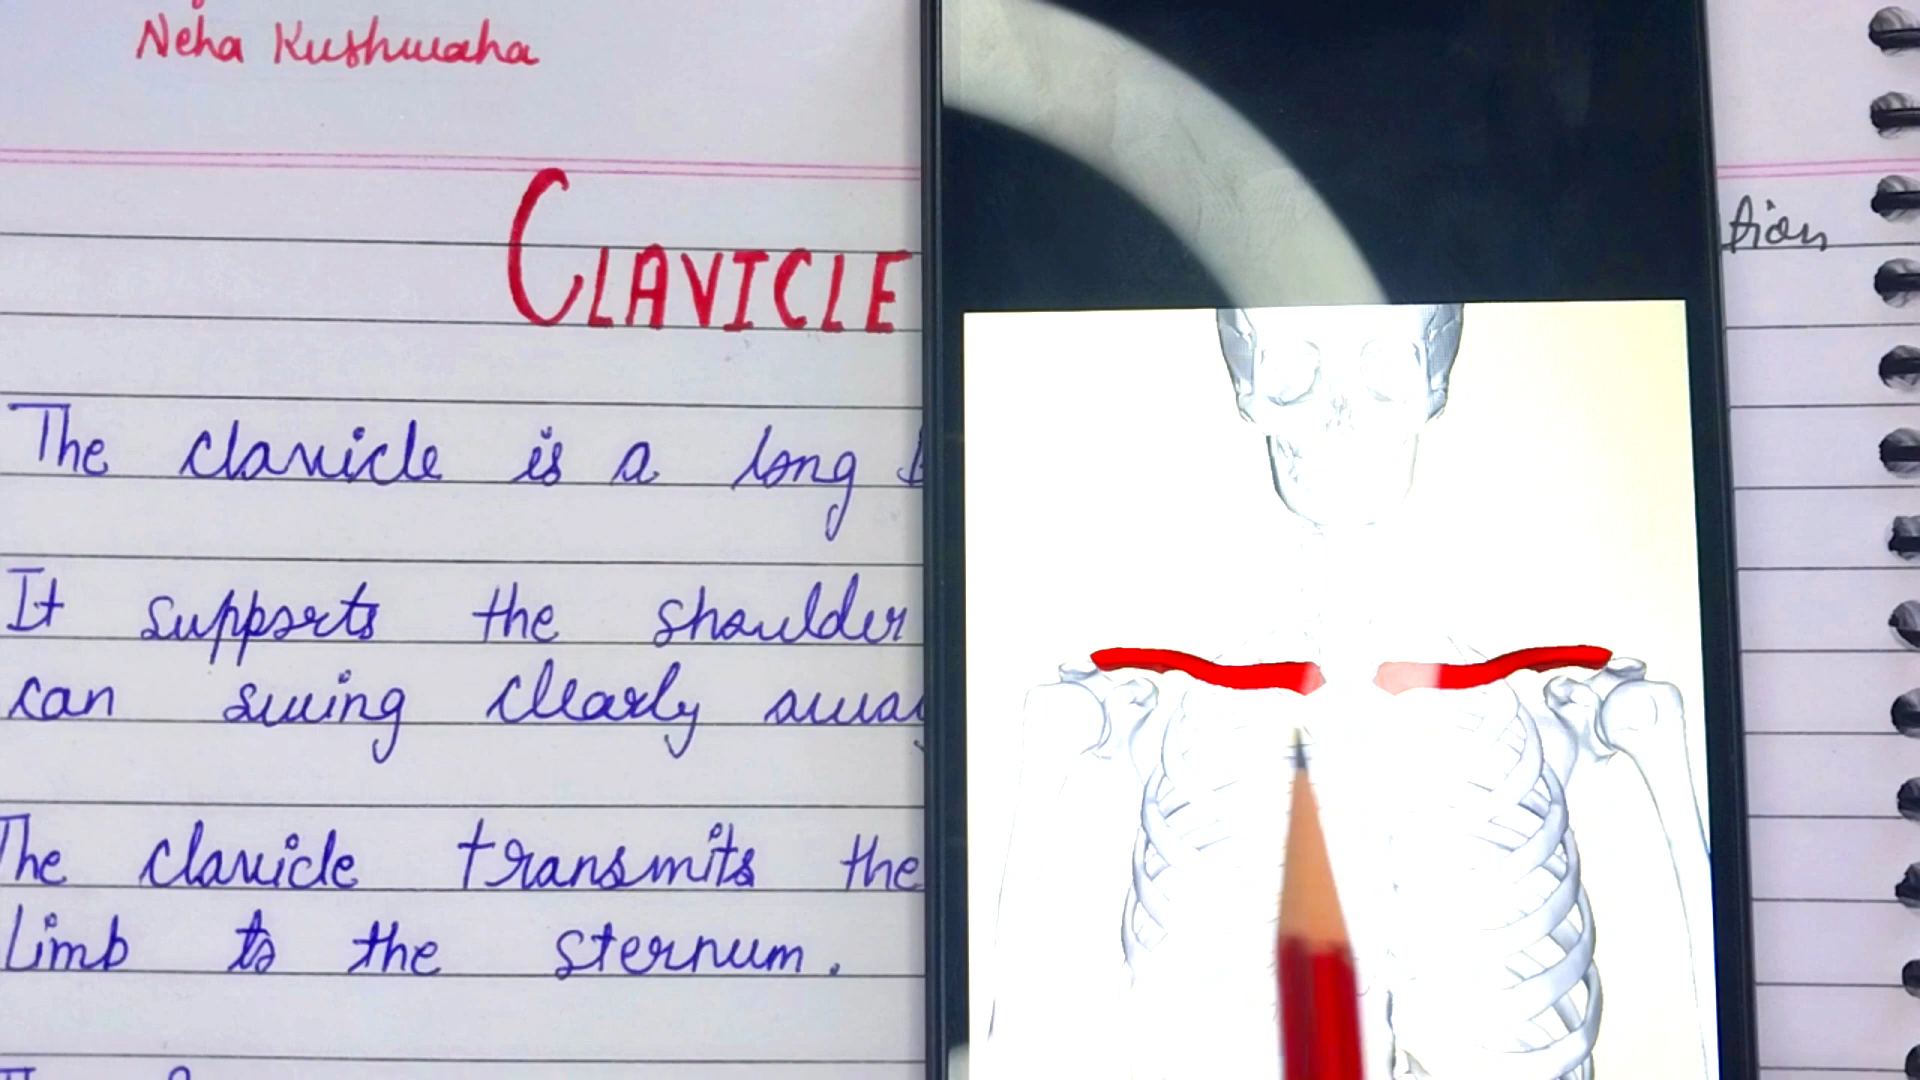 Neha Kushwaha
CLAVICLE
tion
The clavicle is a long
It supports the shoulder
can swing clearly away
The clavicle transmits the
limb to the sternum.